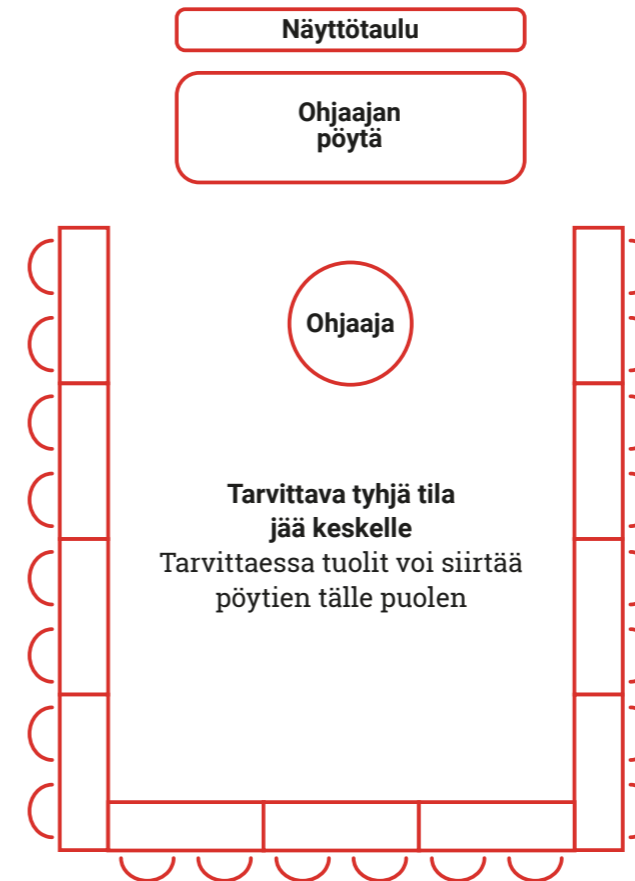 Näyttötaulu
Ohjaajan
pöytä
Ohjaaja
Tarvittava tyhjä tila
jää keskelle
Tarvittaessa tuolit voi siirtää
pöytien tälle puolen